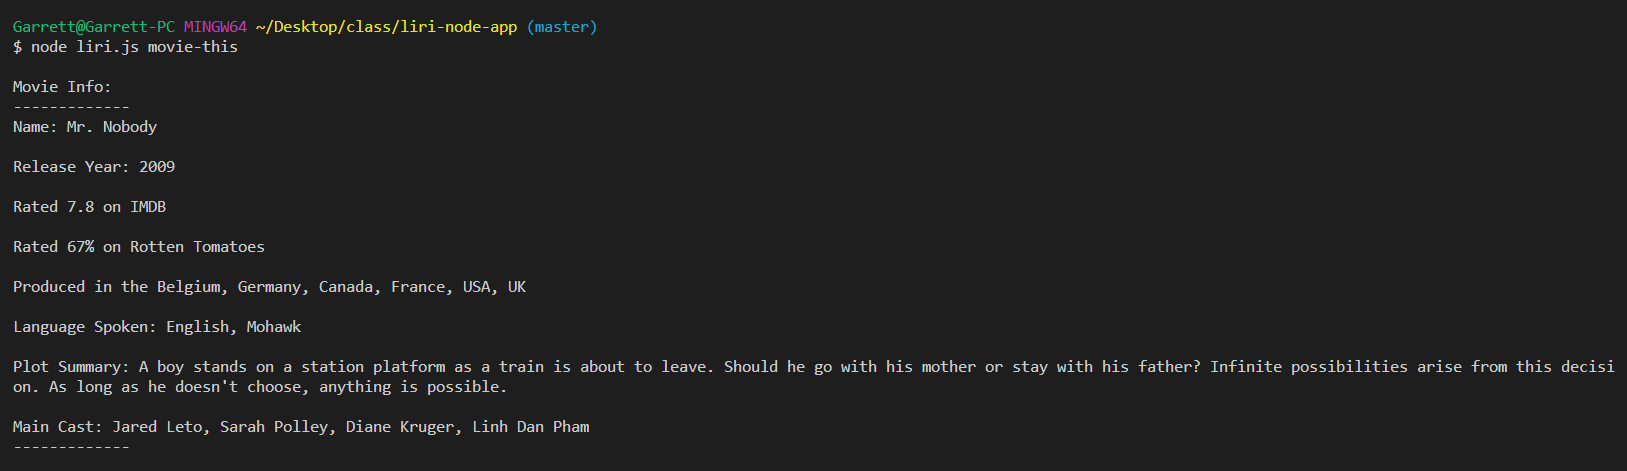 Garrett@Garrett-PC MINGW64 ~/Desktop/class/liri-node-app (master)
$ node liri.js movie-this
Movie Info:
-------------
Name: Mr. Nobody
Release Year: 2009
Rated 7.8 on IMDB
Rated 67% on Rotten Tomatoes
Produced in the Belgium, Germany, Canada, France, USA, UK
Language Spoken: English, Mohawk
Plot Summary: A boy stands on a station platform as a train is about to leave. Should he go with his mother or stay with his father? Infinite possibilities arise from this decisi
on. As long as he doesn't choose, anything is possible.
Main Cast: Jared Leto, Sarah Polley, Diane Kruger, Linh Dan Pham
-------------